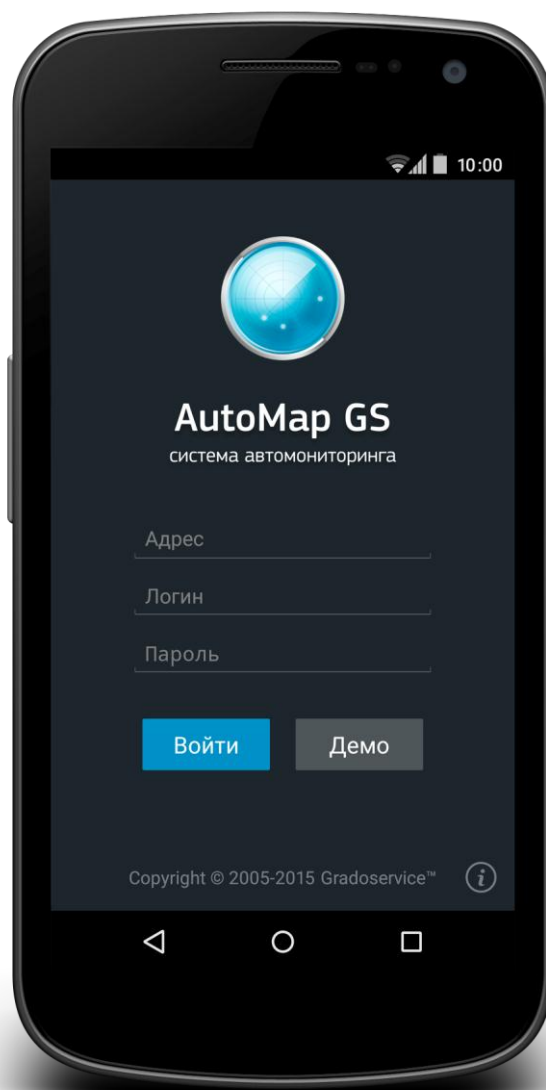 10:00
AutoMap GS
система автомониторинга
Адрес
Логин
Пароль
Войти Демо
Copyright © 2005-2015 Gradoservice™ i